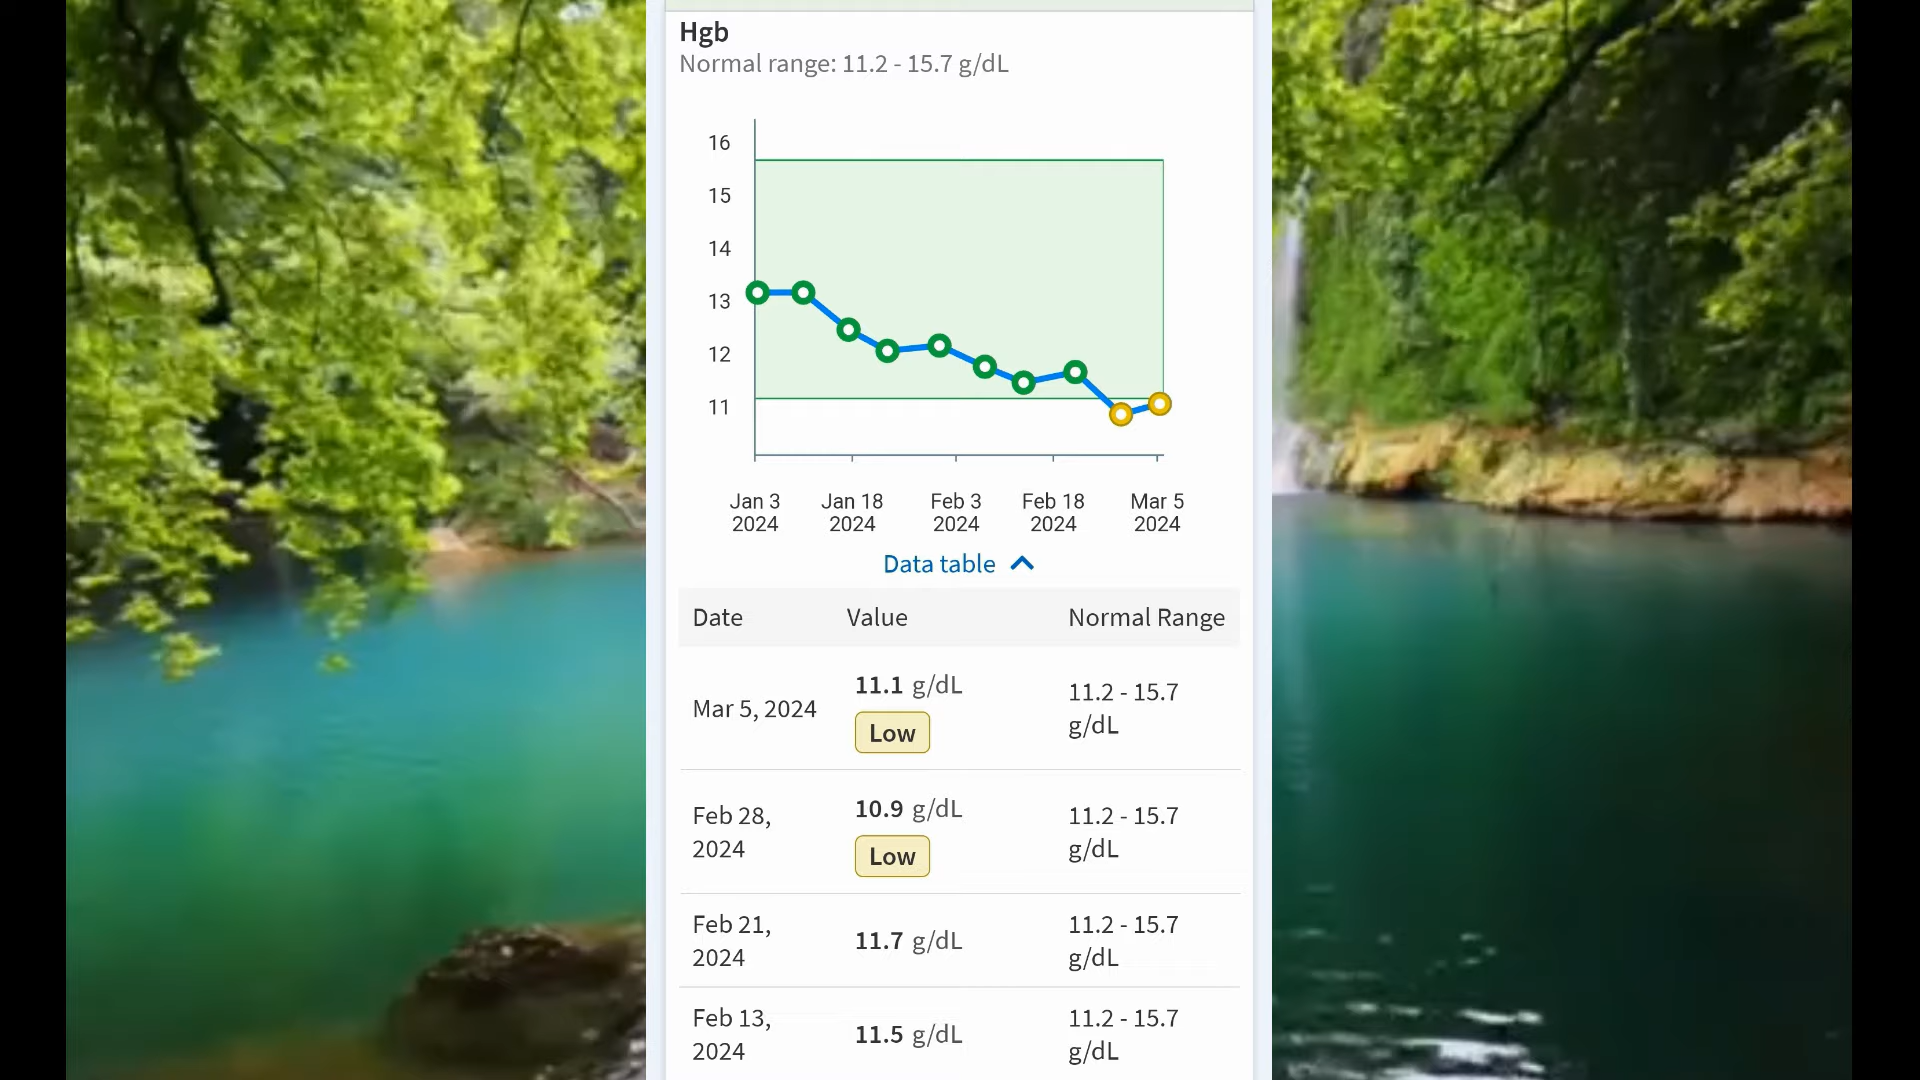 Hgb
Normal range: 11.2 - 15.7 g/dL
16
15
14
13
12
11
Jan 3 Jan 18 Feb 3 Feb 18 Mar 5
2024 2024 2024 2024 2024
Data table
Date Value Normal Range
Mar 5, 2024 11.1 g/dL 11.2 - 15.7
Low g/dL
Feb 28, 10.9 g/dL 11.2 - 15.7
2024 Low g/dL
Feb 21, 11.7 g/dL 11.2 - 15.7
2024 g/dL
Feb 13, 11.5 g/dL 11.2 - 15.7
2024 g/dL